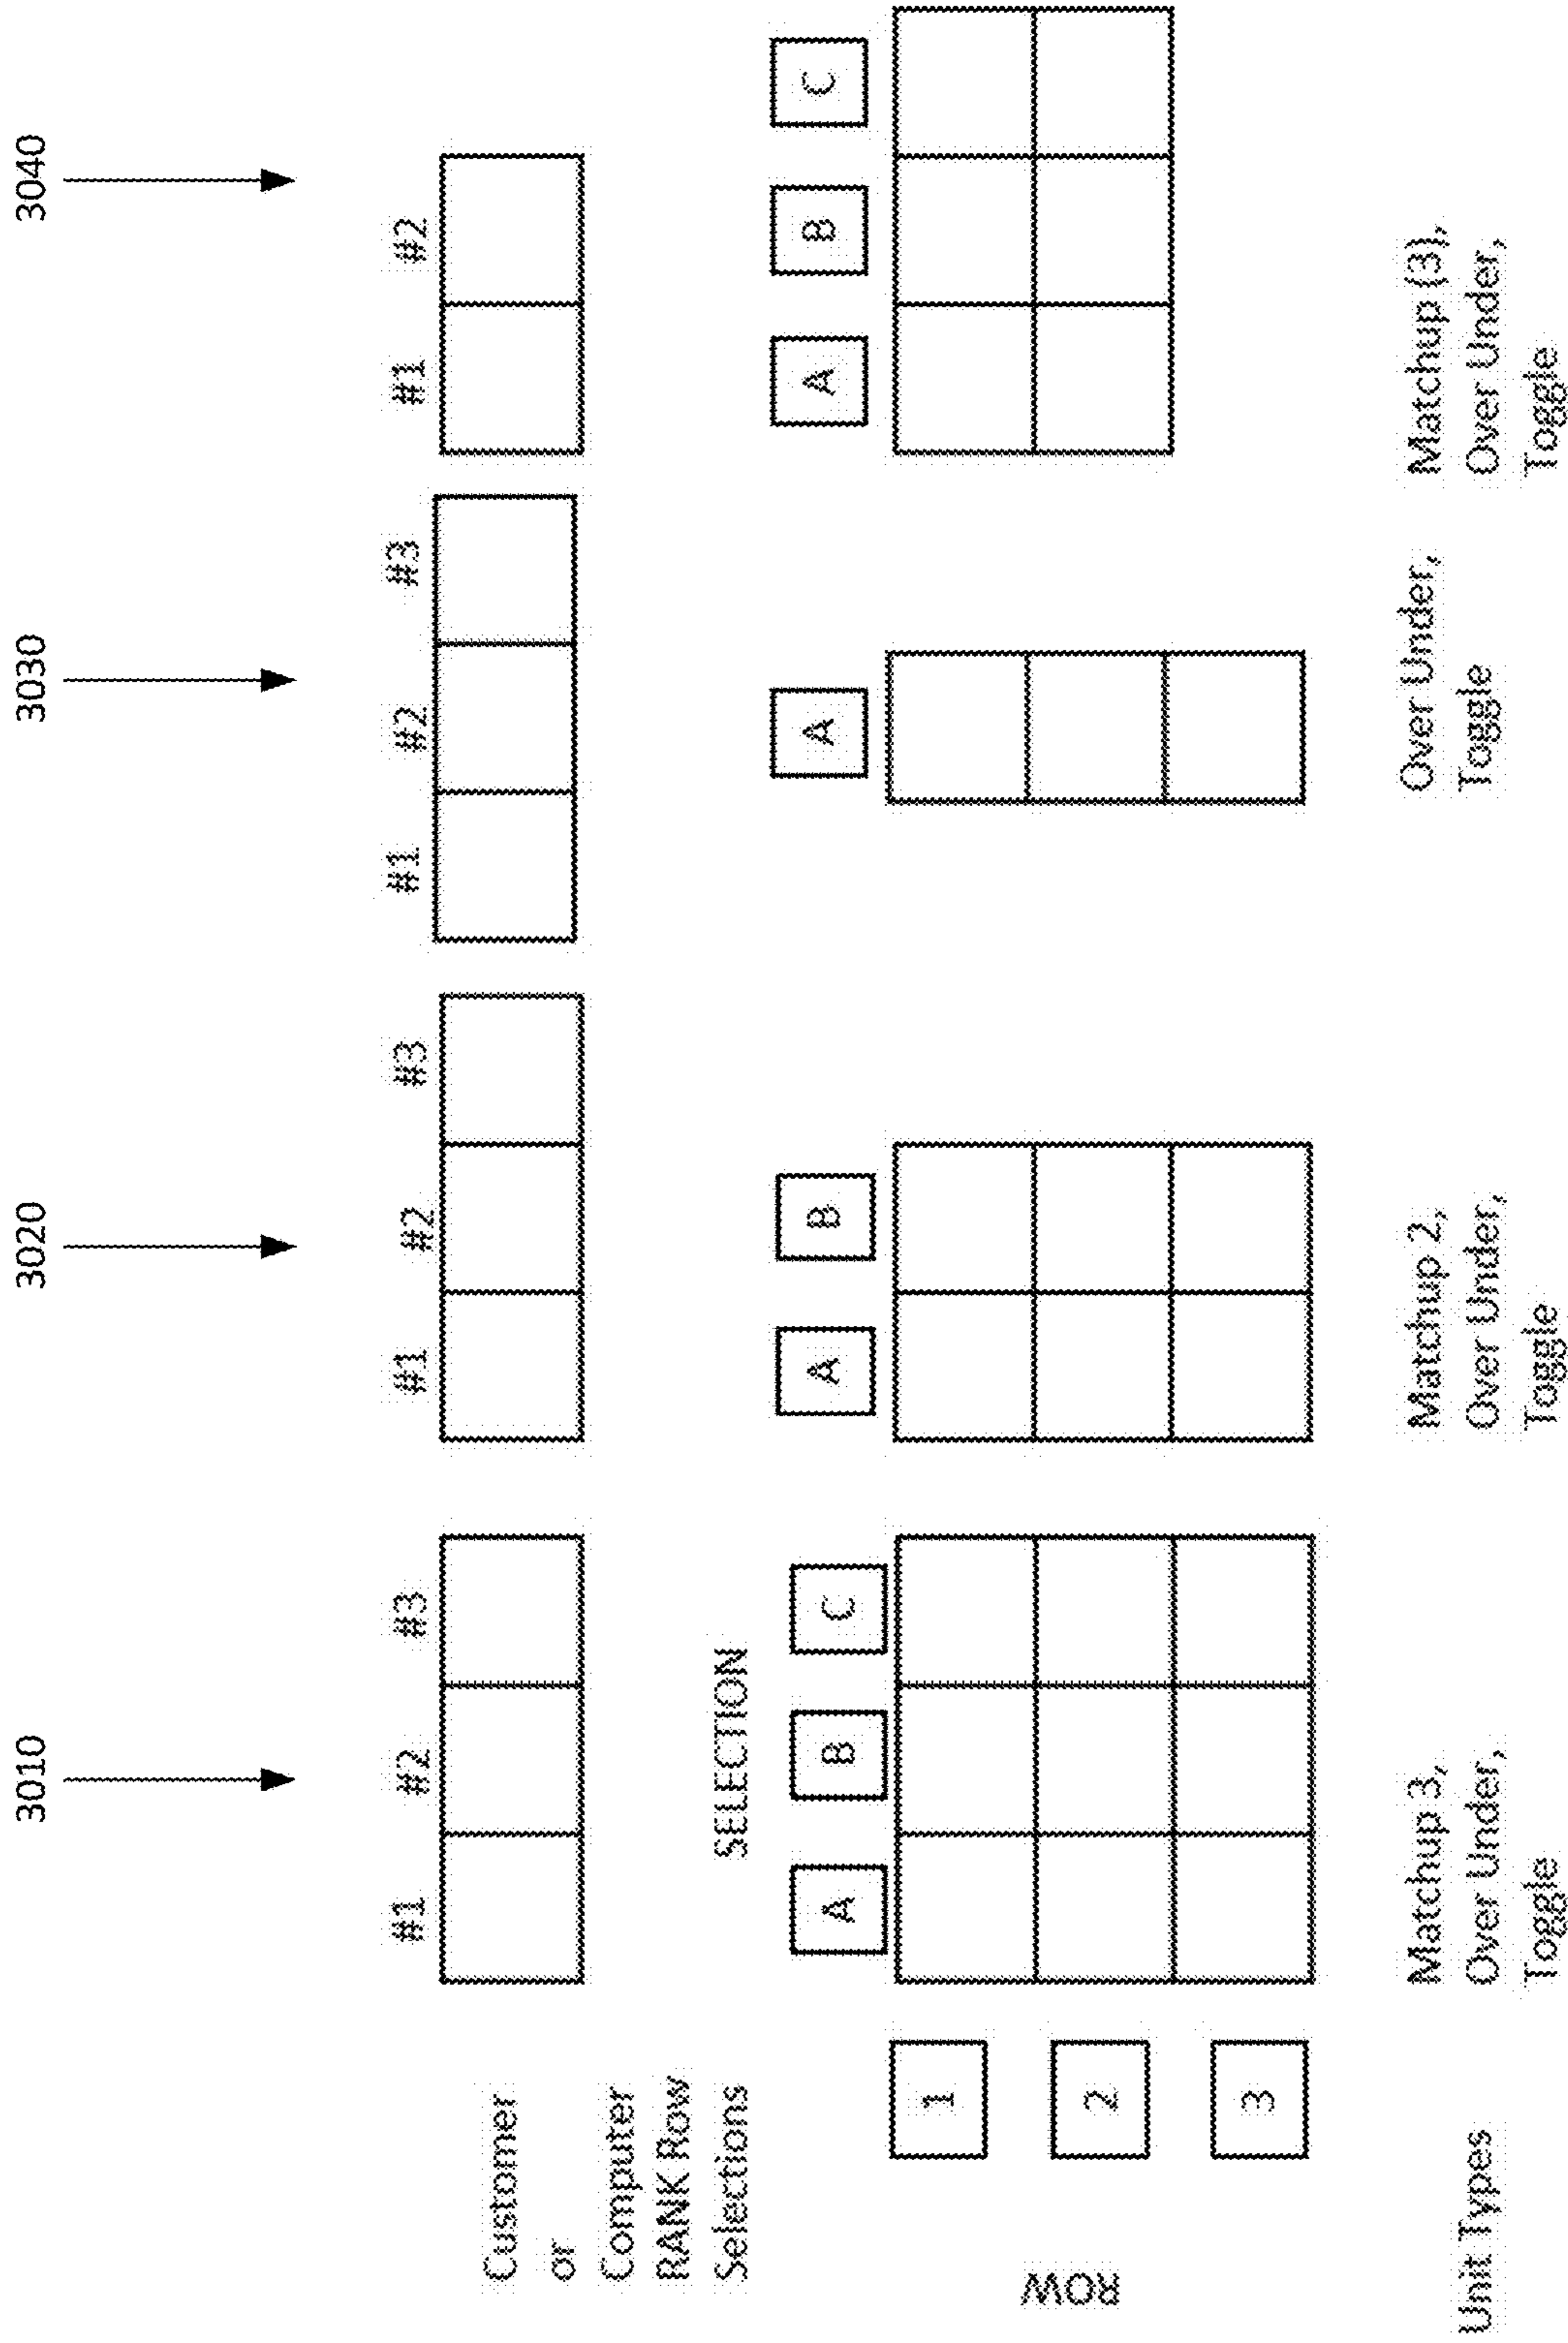 3010
3020
3030
3040
#1 #2 #3
#1 #2 #3
#1 #2 #3
#1 #2
Customer
or
Computer
RANK Row
Selections
SELECTION
A B C
A B
A
A B C
ROW
1
2
3
Unit Types
Matchup 3,
Over Under,
Toggle
Matchup 2,
Over Under,
Toggle
Over Under,
Toggle
Matchup (3),
Over Under,
Toggle